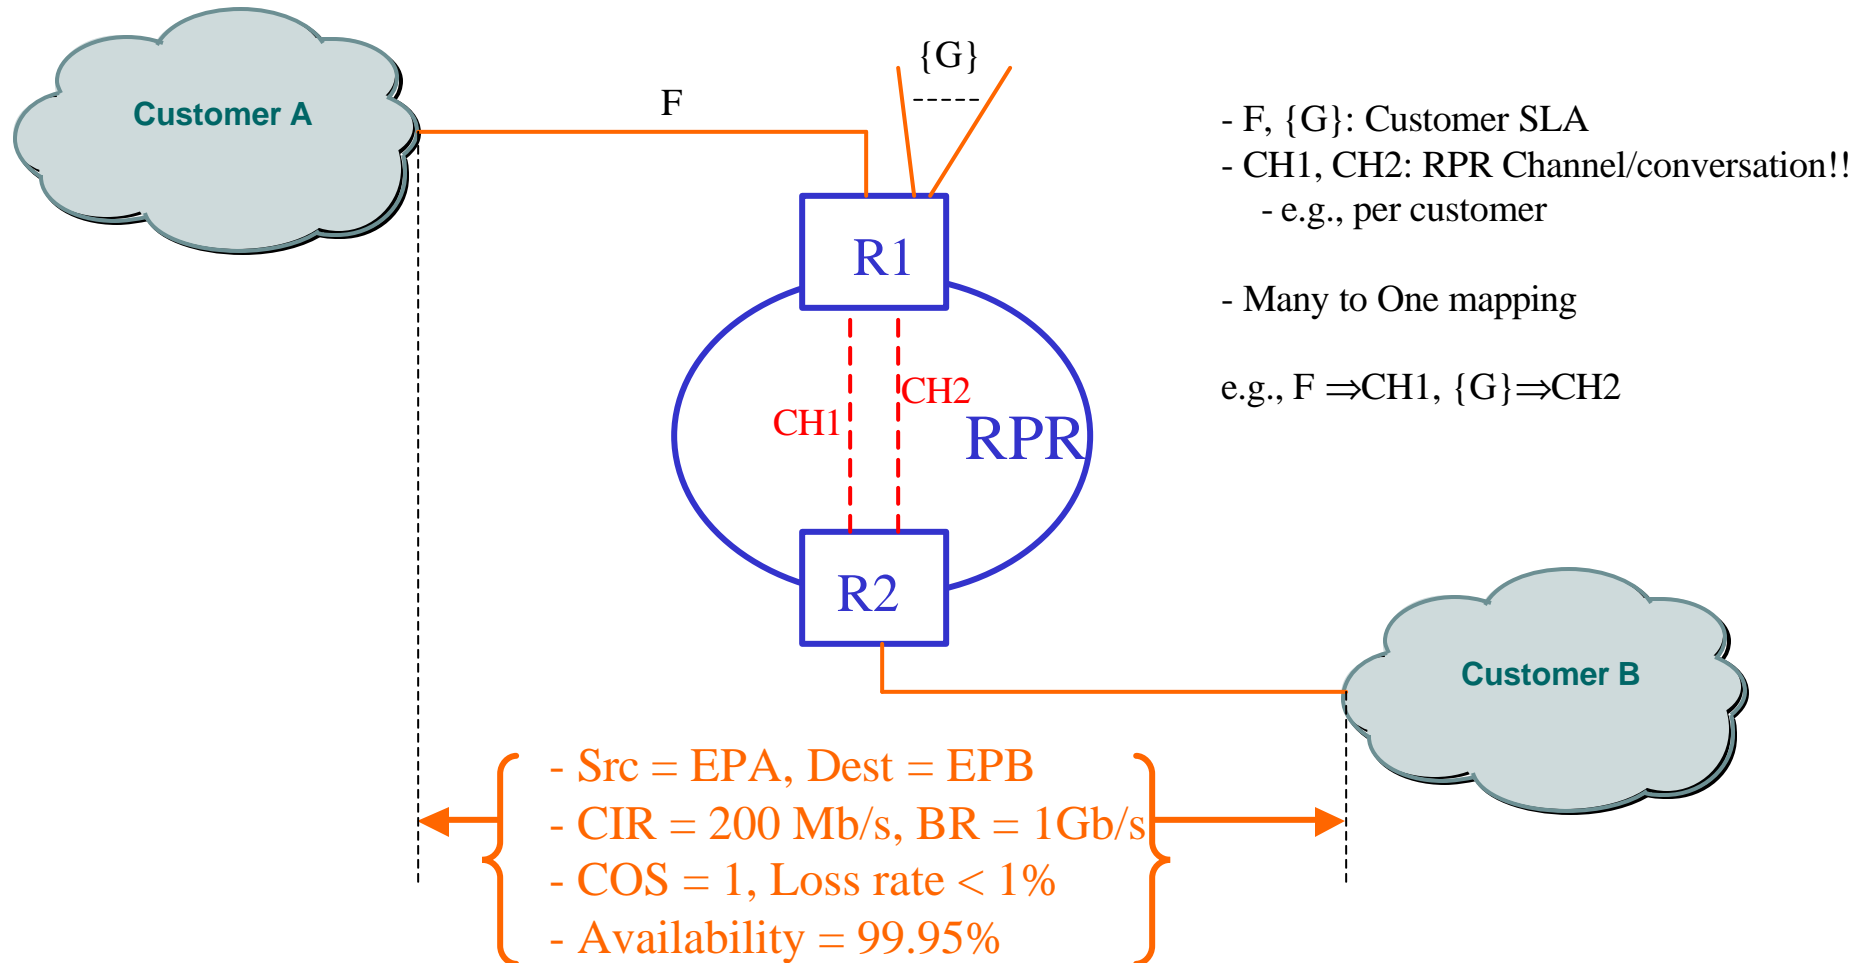 {G}
F
Customer A
- F, {G}: Customer SLA
- CH1, CH2: RPR Channel/conversation!!
- e.g., per customer
- Many to One mapping
e.g., F ⇒CH1, {G}⇒CH2
R1
CH1
CH2
RPR
R2
Customer B
- Src = EPA, Dest = EPB
- CIR = 200 Mb/s, BR = 1Gb/s
- COS = 1, Loss rate < 1%
- Availability = 99.95%